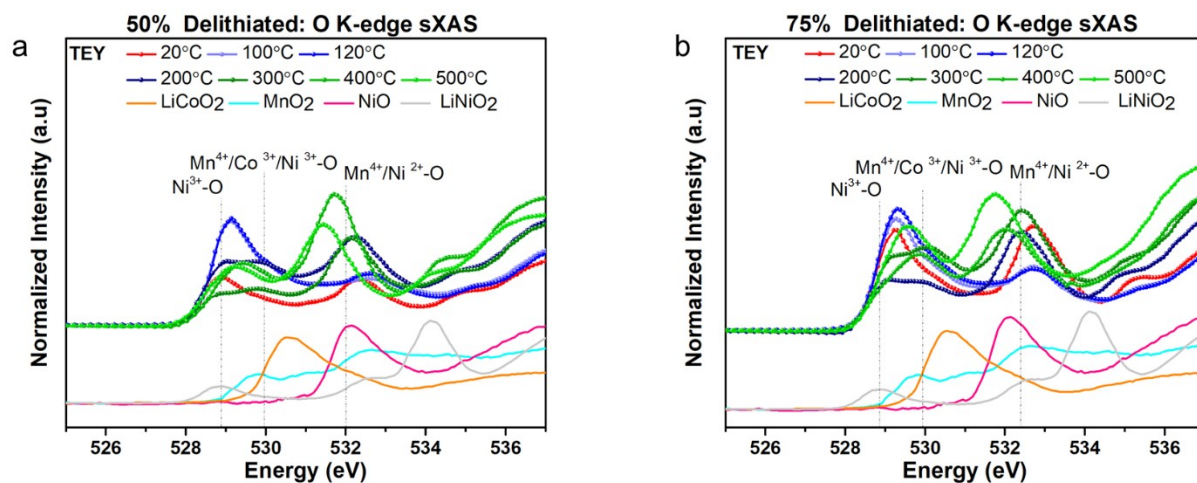 50% Delithiated: O K-edge sXAS
a
TEY
20°C 100°C 120°C
200°C 300°C 400°C 500°C
LiCoO2 MnO2 NiO LiNiO2
Mn4+/Co 3+/Ni 3+-O
Ni3+-O
Mn4+/Ni 2+-O
Normalized Intensity (a.u)
526 528 530 532 534 536
Energy (eV)
75% Delithiated: O K-edge sXAS
b
TEY
20°C 100°C 120°C
200°C 300°C 400°C 500°C
LiCoO2 MnO2 NiO LiNiO2
Mn4+/Co 3+/Ni 3+-O
Ni3+-O
Mn4+/Ni 2+-O
Normalized Intensity (a.u)
526 528 530 532 534 536
Energy (eV)